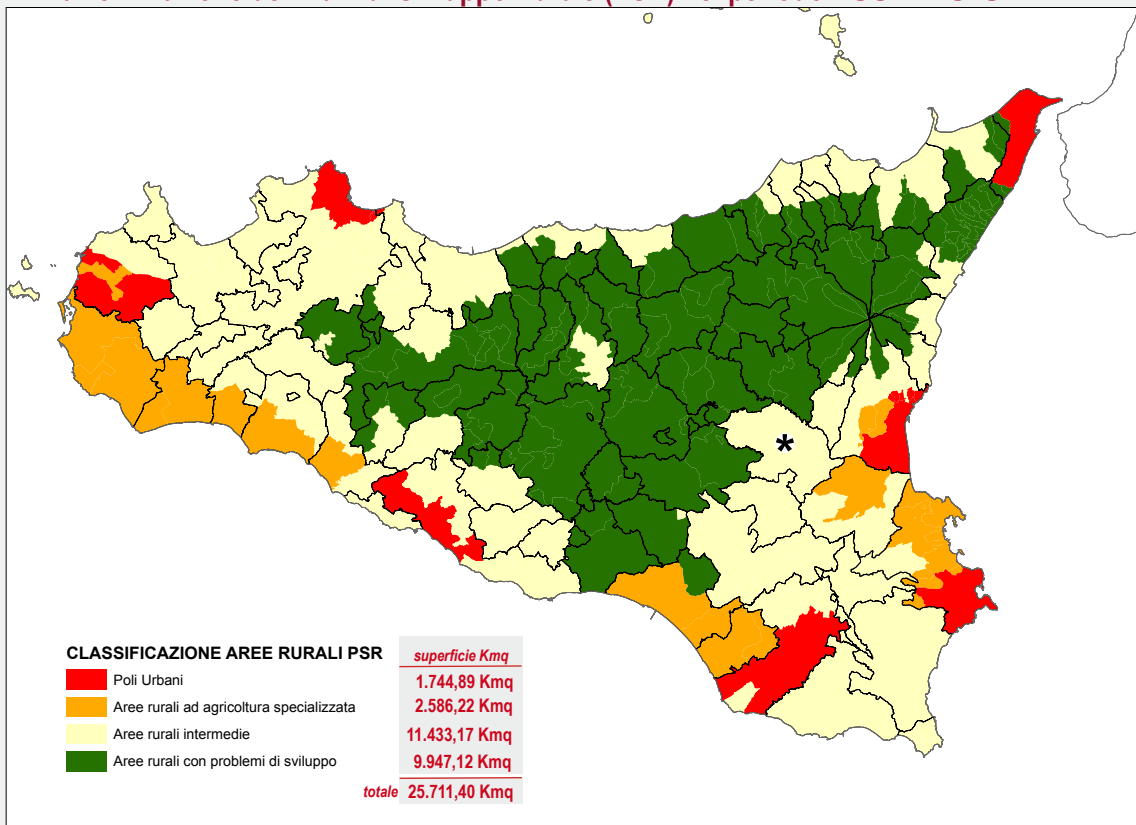 CLASSIFICAZIONE AREE RURALI PSR
superficie Kmq
Poli Urbani 1.744,89 Kmq
Aree rurali ad agricoltura specializzata 2.586,22 Kmq
Aree rurali intermedie 11.433,17 Kmq
Aree rurali con problemi di sviluppo 9.947,12 Kmq
totale 25.711,40 Kmq
*